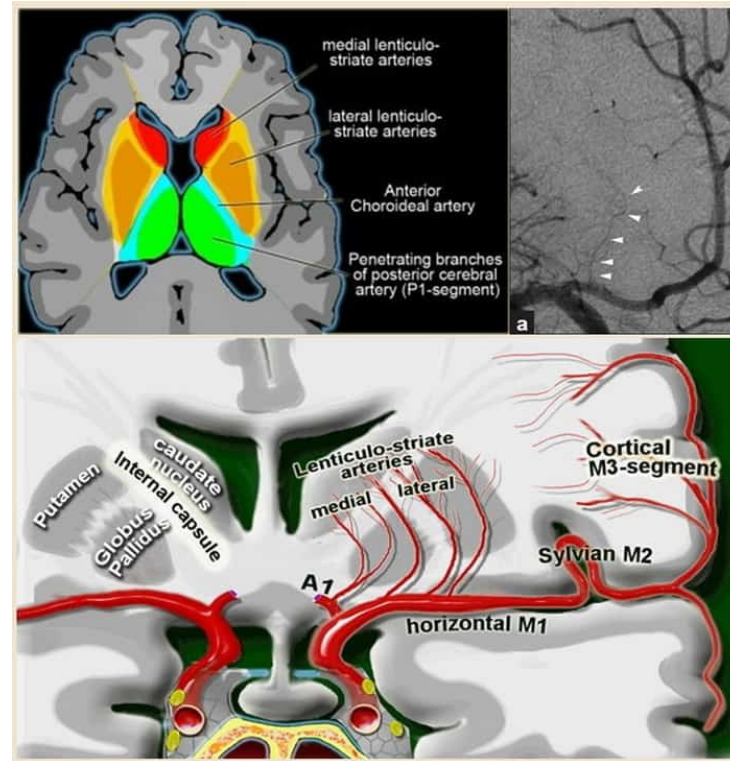 medial lenticulo-
striate arteries
lateral lenticulo-
striate arteries
Anterior
Choroideal artery
Penetrating branches
of posterior cerebral
artery (P1-segment)
a
Putamen
Globus
Pallidus
Internal capsule
caudate
nucleus
Lenticulo-striate
arteries
medial
lateral
A1
horizontal M1
Sylvian M2
Cortical
M3-segment